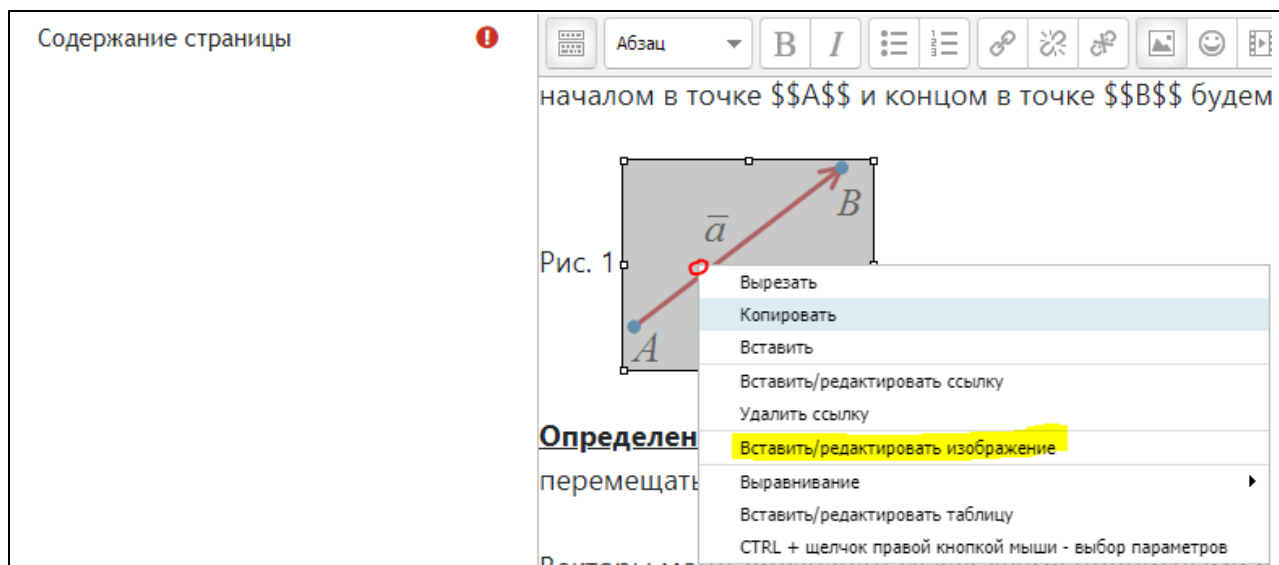 Содержание страницы
Абзац B I
началом в точке $$A$$ и концом в точке $$B$$ будем
B
a
Рис. 1
A
Вырезать
Копировать
Вставить
Вставить/редактировать ссылку
Удалить ссылку
Вставить/редактировать изображение
Выравнивание
Вставить/редактировать таблицу
CTRL + щелчок правой кнопкой мыши - выбор параметров
Определен
перемещать